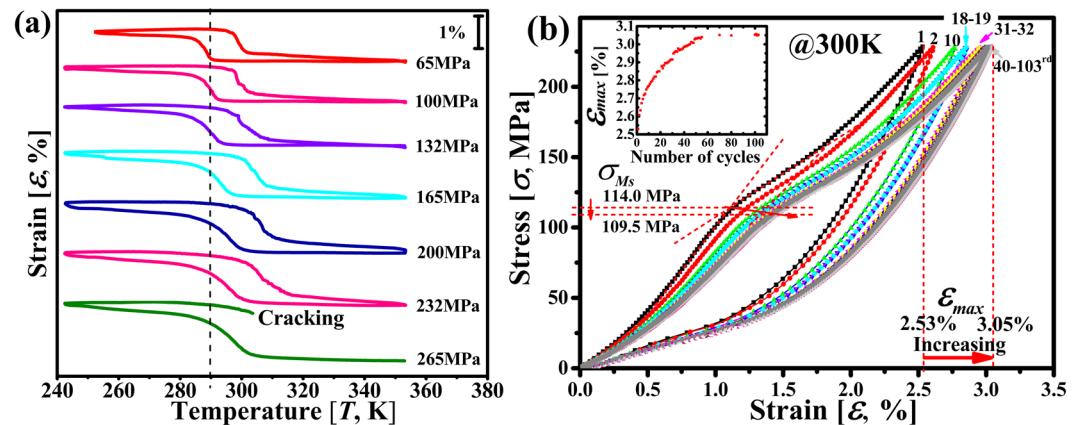 (a)
1%
65MPa
100MPa
132MPa
165MPa
200MPa
232MPa
Cracking
265MPa
Strain [ε, %]
240 260 280 300 320 340 360 380
Temperature [T, K]
(b)
@300K
1 2 10 18-19 31-32
40-103rd
3.1
3.0
2.9
2.8
2.7
2.6
2.5
εmax [%]
0 20 40 60 80 100
Number of cycles
σMs
114.0 MPa
109.5 MPa
εmax
2.53% 3.05%
Increasing
200
150
100
50
0
Stress [σ, MPa]
0.0 0.5 1.0 1.5 2.0 2.5 3.0 3.5
Strain [ε, %]